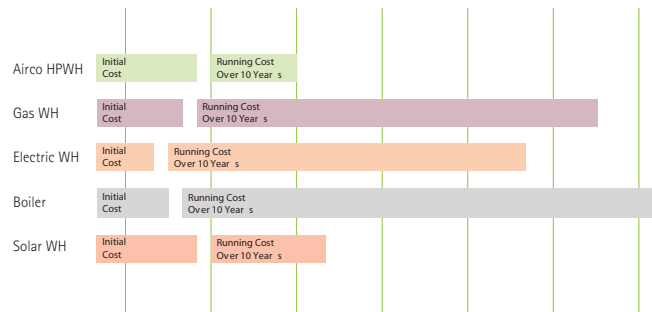 Airco HPWH
Initial
Cost
Running Cost
Over 10 Year s
Gas WH
Initial
Cost
Running Cost
Over 10 Year s
Electric WH
Initial
Cost
Running Cost
Over 10 Year s
Boiler
Initial
Cost
Running Cost
Over 10 Year s
Solar WH
Initial
Cost
Running Cost
Over 10 Year s